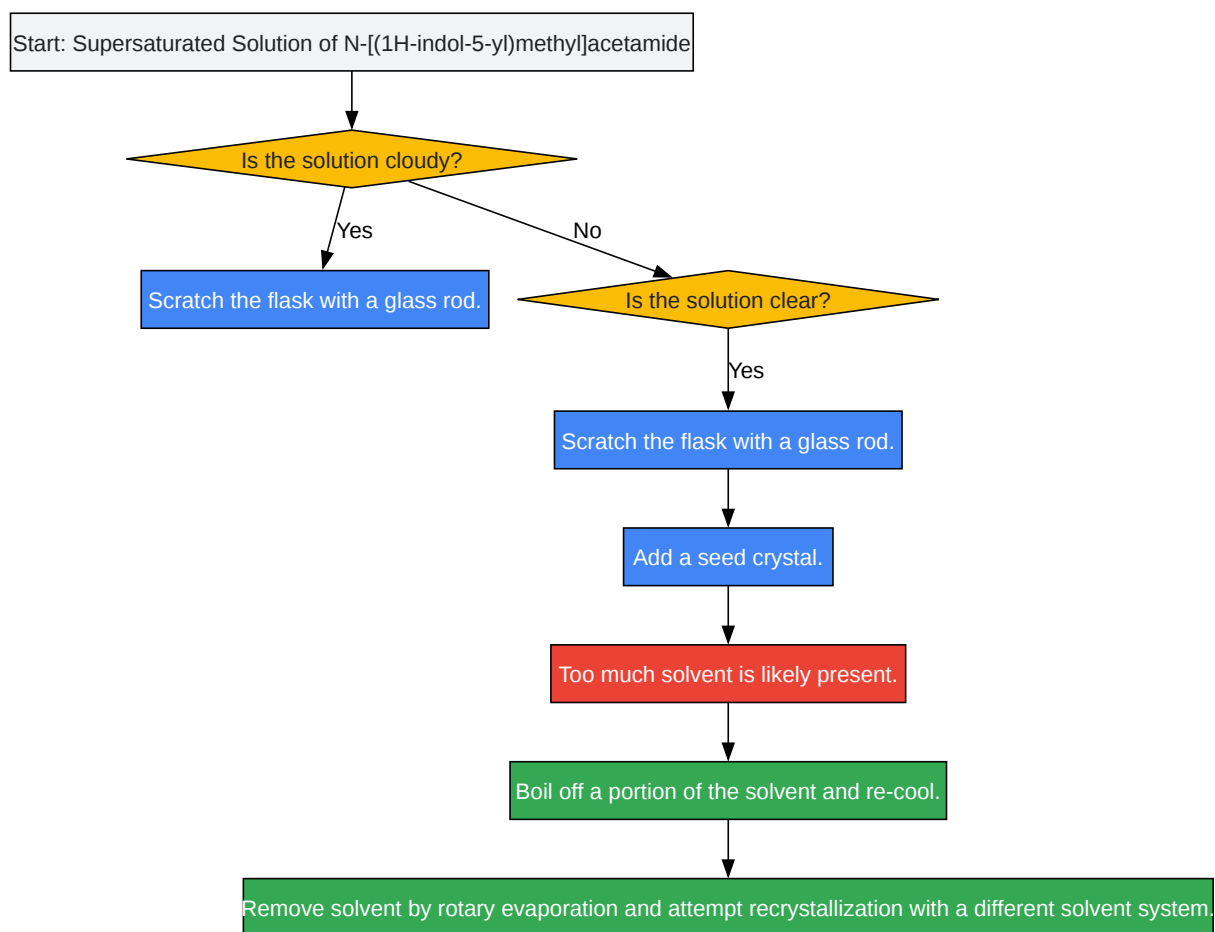 Start: Supersaturated Solution of N-[(1H-indol-5-yl)methyl]acetamide
Is the solution cloudy?
Yes
No
Scratch the flask with a glass rod.
Is the solution clear?
Yes
Scratch the flask with a glass rod.
Add a seed crystal.
Too much solvent is likely present.
Boil off a portion of the solvent and re-cool.
Remove solvent by rotary evaporation and attempt recrystallization with a different solvent system.